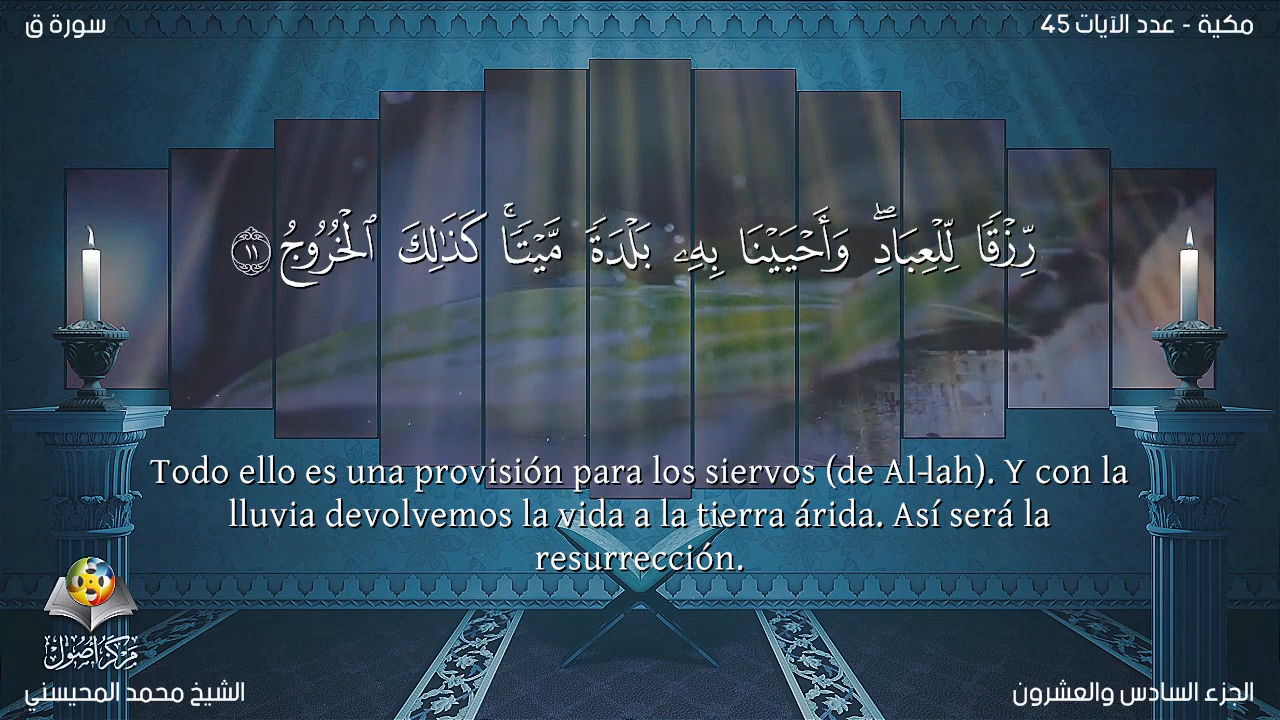 سورة ق
مكية - عدد الآيات 45
رِّزْقًا لِّلْعِبَادِ ۖ وَأَحْيَيْنَا بِهِۦ بَلْدَةً مَّيْتًا ۚ كَذَٰلِكَ ٱلْخُرُوجُ ١١
Todo ello es una provisión para los siervos (de Al-lah). Y con la
lluvia devolvemos la vida a la tierra árida. Así será la
resurrección.
مركز أصول
الشيخ محمد المحيسني
الجزء السادس والعشرون